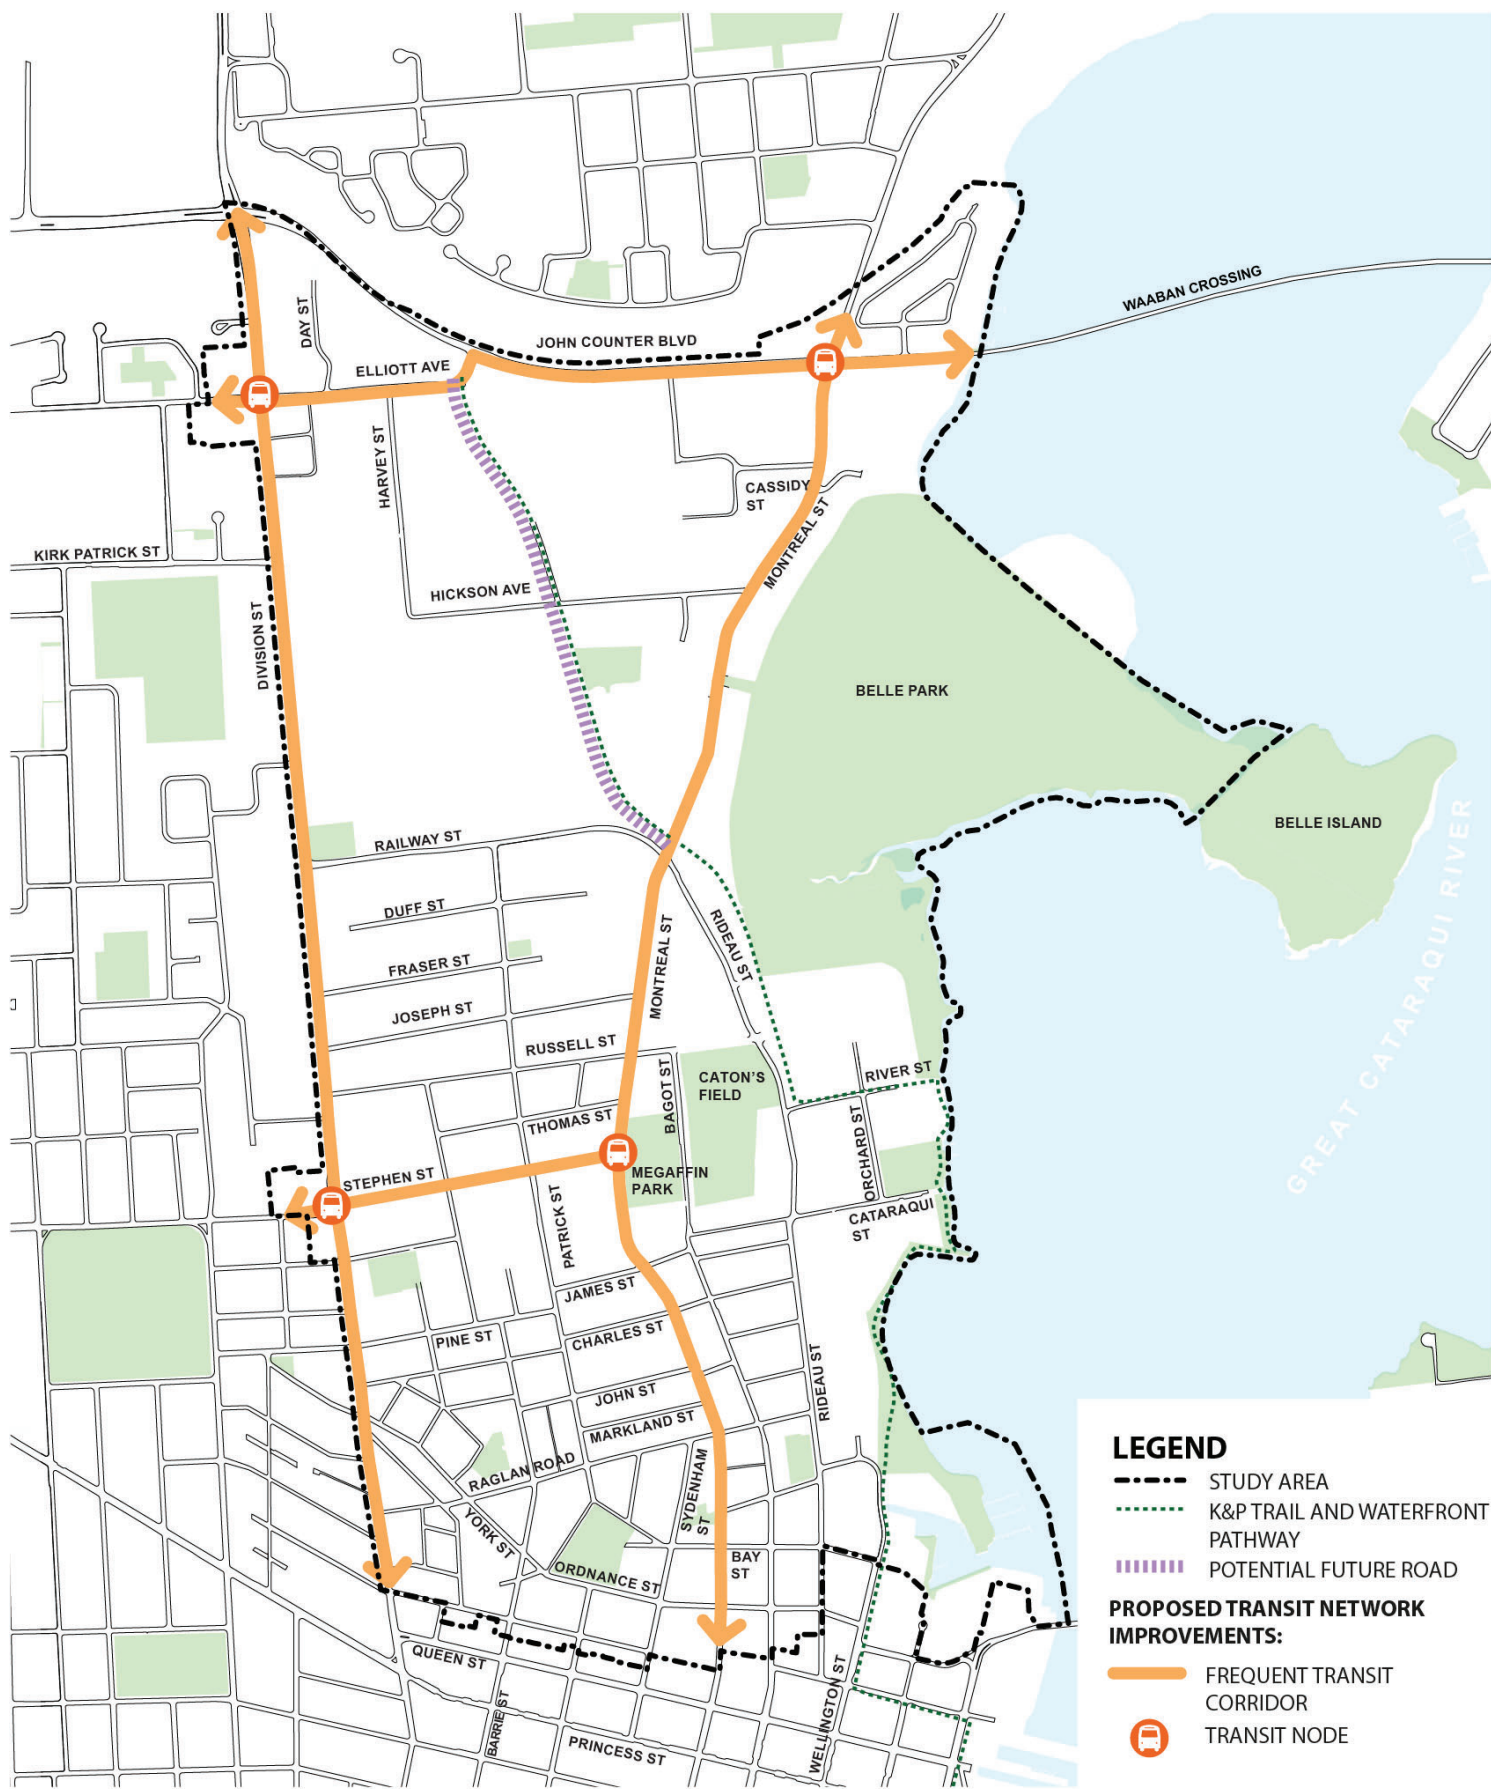 WAABAN CROSSING
DAY ST
JOHN COUNTER BLVD
ELLIOTT AVE
HARVEY ST
CASSIDY
ST
MONTREAL ST
KIRK PATRICK ST
HICKSON AVE
DIVISION ST
BELLE PARK
BELLE ISLAND
GREAT CATARAQUI RIVER
RAILWAY ST
DUFF ST
RIDEAU ST
MONTREAL ST
FRASER ST
JOSEPH ST
RUSSELL ST
BAGOT ST
CATON'S
FIELD
RIVER ST
THOMAS ST
ORCHARD ST
STEPHEN ST
MEGAFFIN
PARK
PATRICK ST
CATARAQUI
ST
JAMES ST
PINE ST
CHARLES ST
RIDEAU ST
JOHN ST
MARKLAND ST
RAGLAN ROAD
SYDENHAM
ST
YORK ST
BAY
ST
ORDNANCE ST
QUEEN ST
BARRIE ST
WELLINGTON ST
PRINCESS ST
LEGEND
STUDY AREA
K&P TRAIL AND WATERFRONT
PATHWAY
POTENTIAL FUTURE ROAD
PROPOSED TRANSIT NETWORK
IMPROVEMENTS:
FREQUENT TRANSIT
CORRIDOR
TRANSIT NODE